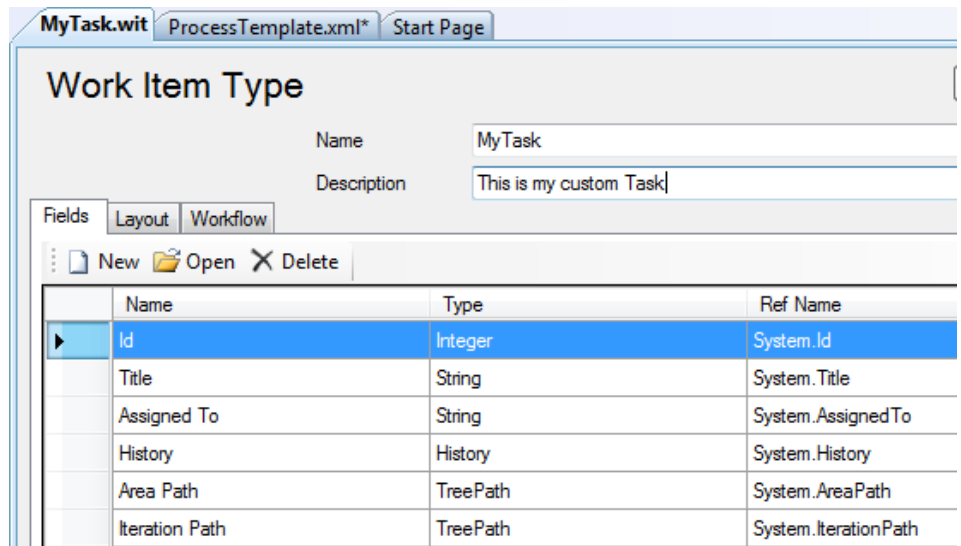 MyTask.wit ProcessTemplate.xml* Start Page
Work Item Type
Name MyTask
Description This is my custom Task
Fields Layout Workflow
New Open Delete
Name Type Ref Name
Id Integer System.Id
Title String System.Title
Assigned To String System.AssignedTo
History History System.History
Area Path TreePath System.AreaPath
Iteration Path TreePath System.IterationPath